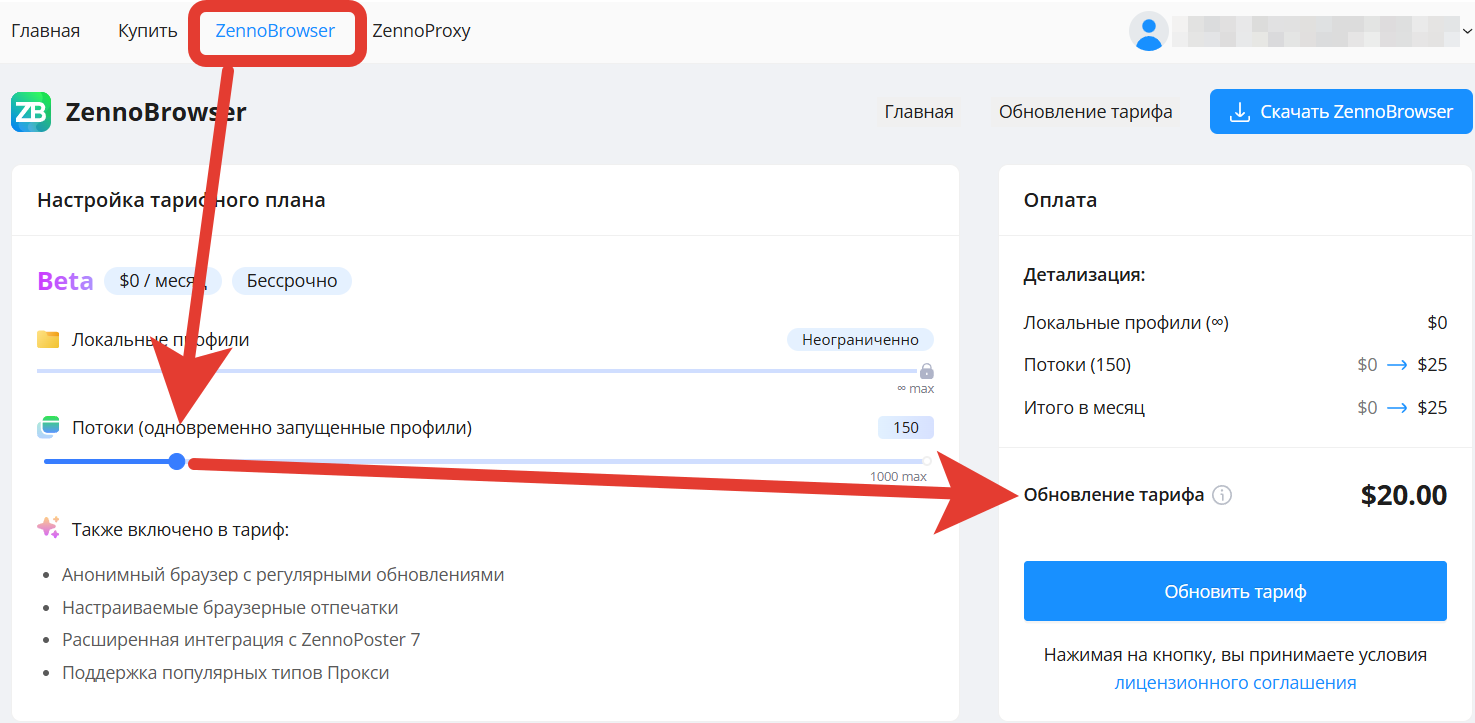 Главная Купить ZennoBrowser ZennoProxy
ZB ZennoBrowser Главная Обновление тарифа Скачать ZennoBrowser
Настройка тарифного плана
Beta $0 / месяц Бессрочно
Локальные профили Неограниченно
∞ max
Потоки (одновременно запущенные профили) 150
1000 max
Также включено в тариф:
• Анонимный браузер с регулярными обновлениями
• Настраиваемые браузерные отпечатки
• Расширенная интеграция с ZennoPoster 7
• Поддержка популярных типов Прокси
Оплата
Детализация:
Локальные профили (∞) $0
Потоки (150) $0 → $25
Итого в месяц $0 → $25
Обновление тарифа $20.00
Обновить тариф
Нажимая на кнопку, вы принимаете условия
лицензионного соглашения